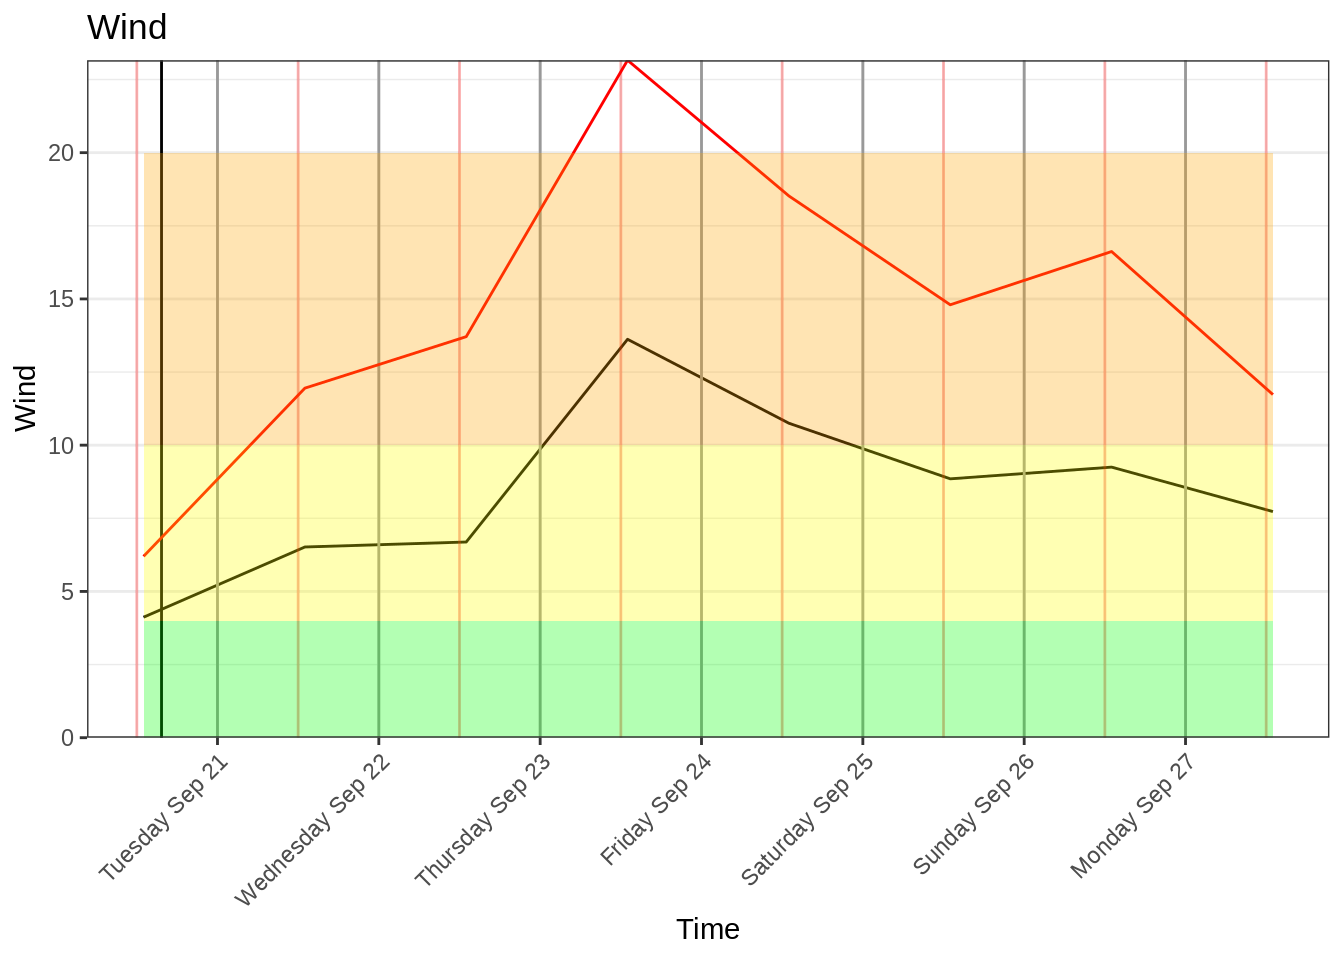 Wind
20
15
10
5
0
Wind
Tuesday Sep 21
Wednesday Sep 22
Thursday Sep 23
Friday Sep 24
Saturday Sep 25
Sunday Sep 26
Monday Sep 27
Time